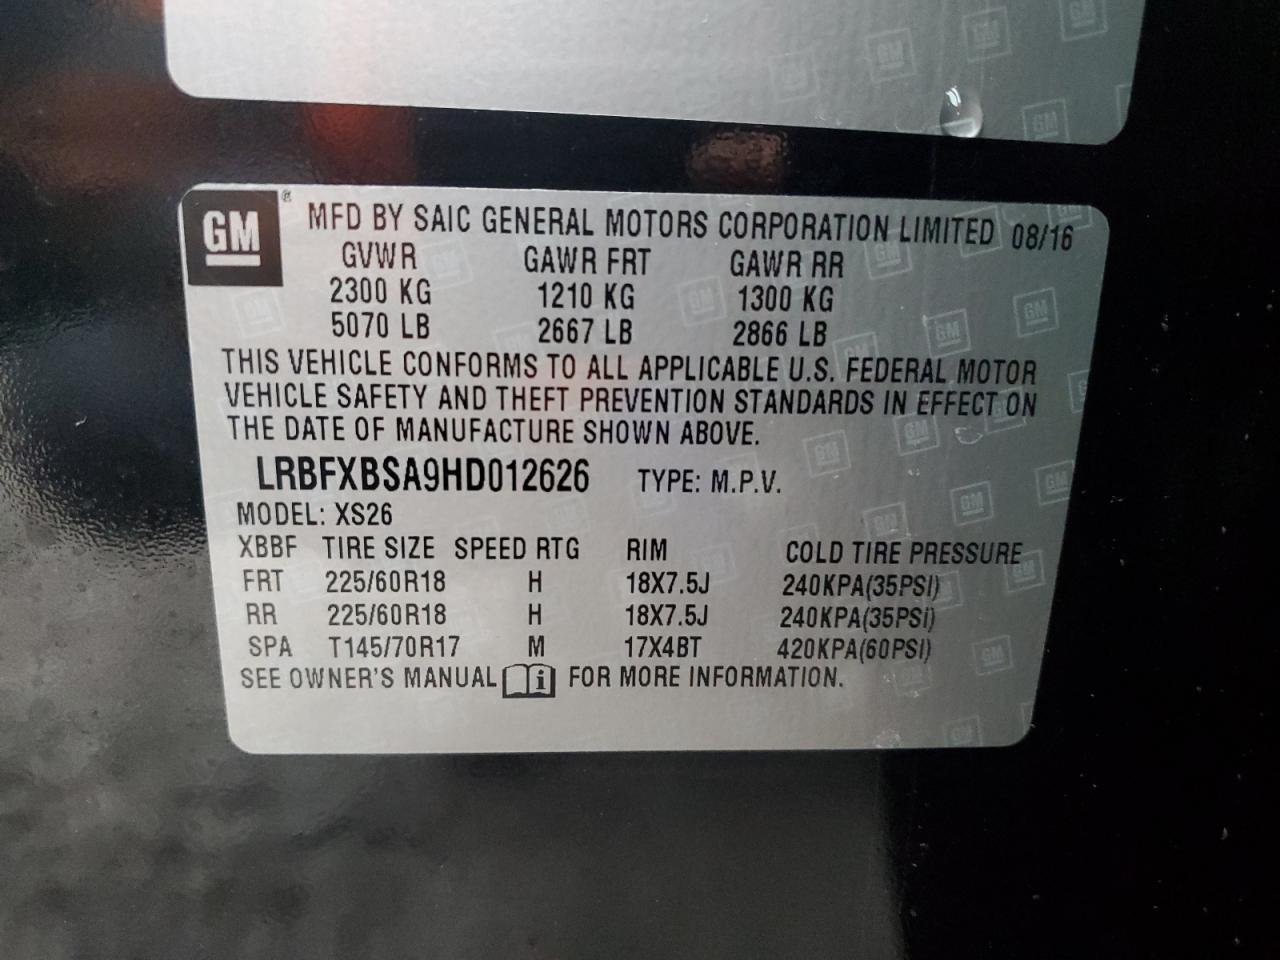 GM ® MFD BY SAIC GENERAL MOTORS CORPORATION LIMITED 08/16
GVWR GAWR FRT GAWR RR
2300 KG 1210 KG 1300 KG
5070 LB 2667 LB 2866 LB
THIS VEHICLE CONFORMS TO ALL APPLICABLE U.S. FEDERAL MOTOR
VEHICLE SAFETY AND THEFT PREVENTION STANDARDS IN EFFECT ON
THE DATE OF MANUFACTURE SHOWN ABOVE.
LRBFXBSA9HD012626 TYPE: M.P.V.
MODEL: XS26
XBBF TIRE SIZE SPEED RTG RIM COLD TIRE PRESSURE
FRT 225/60R18 H 18X7.5J 240KPA(35PSI)
RR 225/60R18 H 18X7.5J 240KPA(35PSI)
SPA T145/70R17 M 17X4BT 420KPA(60PSI)
SEE OWNER'S MANUAL i FOR MORE INFORMATION.